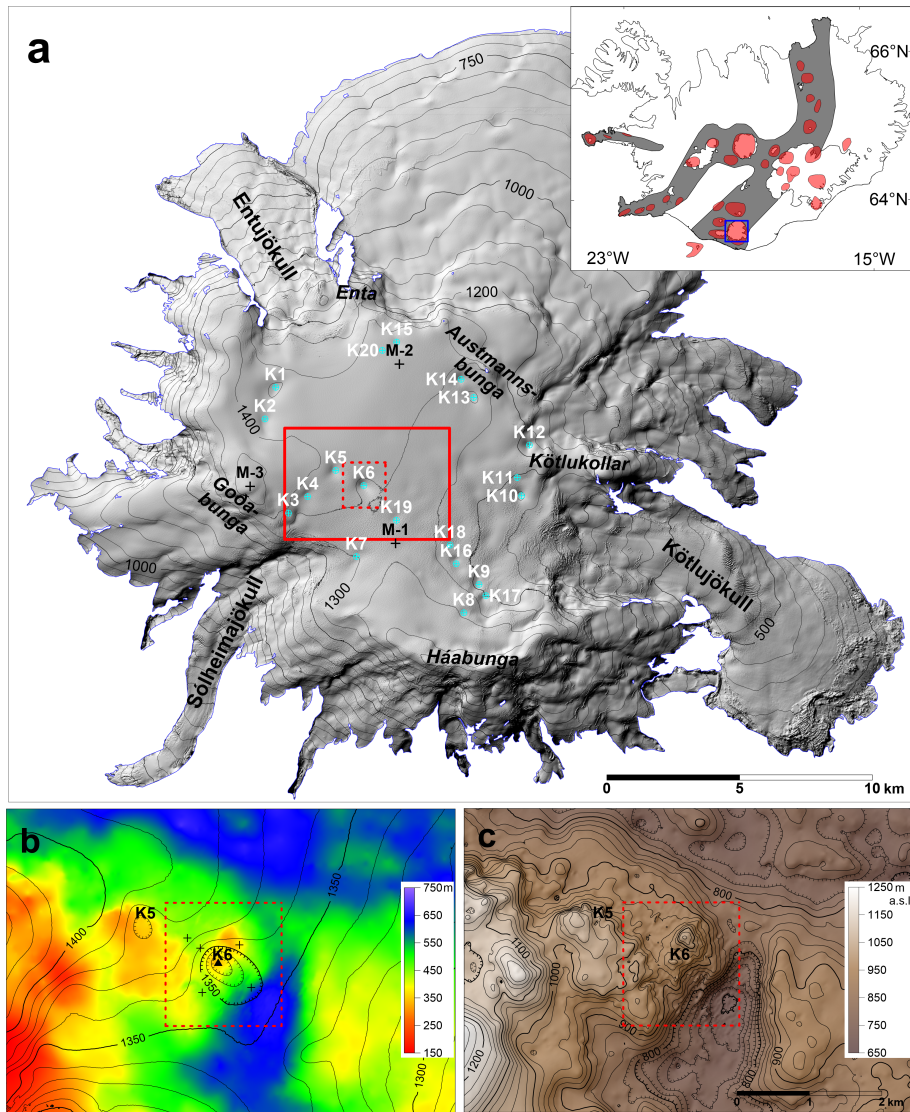 a
750
1000
Entujökull
Enta
1200
66°N
64°N
23°W
15°W
K15
K20
M-2
Austmanns-
bunga
K14
K13
K1
K2
1400
K12
Kötlukollar
K5
K6
M-3
K4
K11
K10
Goða-
bunga
K3
K19
M-1
K18
K7
K16
1000
1300
K9
K17
K8
Kötlujökull
500
Sólheimajökull
Háabunga
0
5
10 km
b
K5
1400
K6
1350
1350
1350
1300
750 m
650
550
450
350
250
150
c
800
K5
K6
1100
1000
900
1200
800
800
900
1250 m
a.s.l
1150
1050
950
850
750
650
0
1
2 km